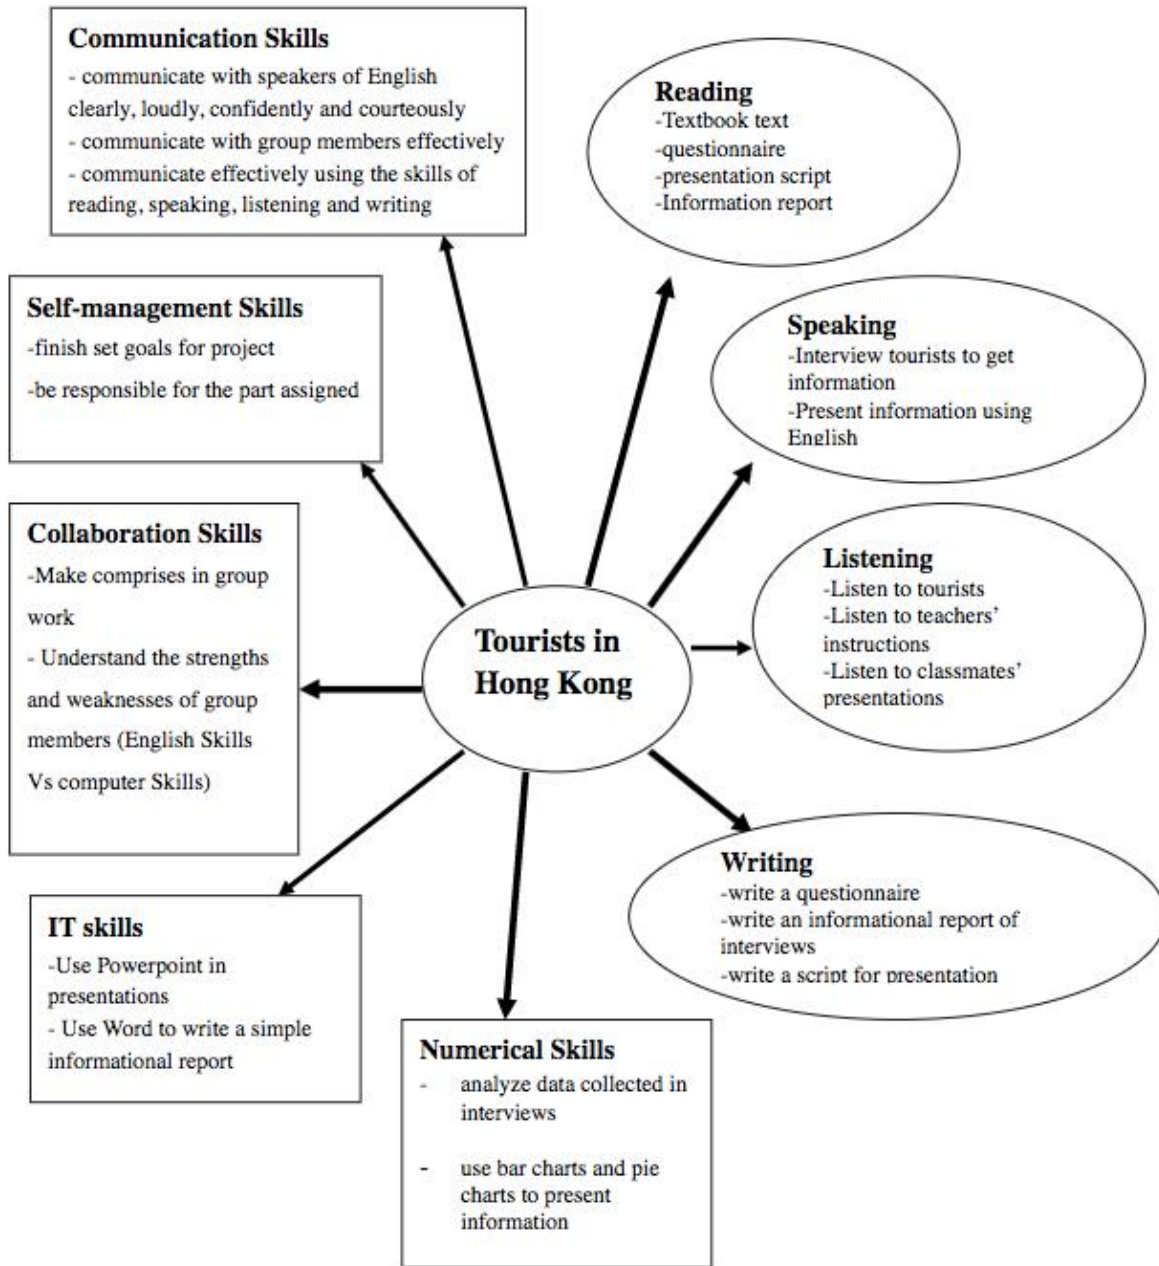 Communication Skills
- communicate with speakers of English
clearly, loudly, confidently and courteously
- communicate with group members effectively
- communicate effectively using the skills of
reading, speaking, listening and writing
Reading
-Textbook text
-questionnaire
-presentation script
-Information report
Self-management Skills
-finish set goals for project
-be responsible for the part assigned
Speaking
-Interview tourists to get
information
-Present information using
English
Collaboration Skills
-Make comprises in group
work
- Understand the strengths
and weaknesses of group
members (English Skills
Vs computer Skills)
Tourists in
Hong Kong
Listening
-Listen to tourists
-Listen to teachers’
instructions
-Listen to classmates’
presentations
Writing
-write a questionnaire
-write an informational report of
interviews
-write a script for presentation
IT skills
-Use Powerpoint in
presentations
- Use Word to write a simple
informational report
Numerical Skills
- analyze data collected in
interviews
- use bar charts and pie
charts to present
information